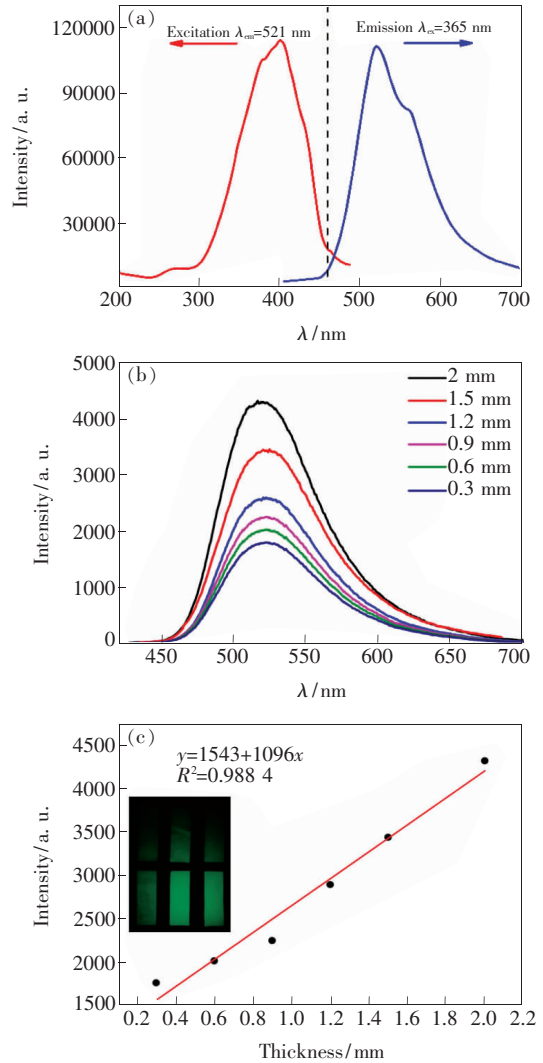 (a)
Excitation λem=521 nm
Emission λex=365 nm
120000
90000
60000
30000
Intensity/a. u.
200 300 400 500 600 700
λ/nm
(b)
2 mm
1.5 mm
1.2 mm
0.9 mm
0.6 mm
0.3 mm
5000
4000
3000
2000
1000
0
Intensity/a. u.
450 500 550 600 650 700
λ/nm
(c)
y=1543+1096x
R²=0.988 4
4500
4000
3500
3000
2500
2000
1500
Intensity/a. u.
0.2 0.4 0.6 0.8 1.0 1.2 1.4 1.6 1.8 2.0 2.2
Thickness/mm